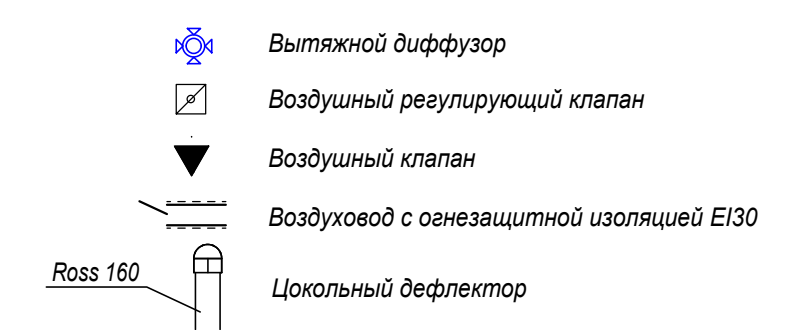 Вытяжной диффузор
Воздушный регулирующий клапан
Воздушный клапан
Воздуховод с огнезащитной изоляцией EI30
Ross 160
Цокольный дефлектор